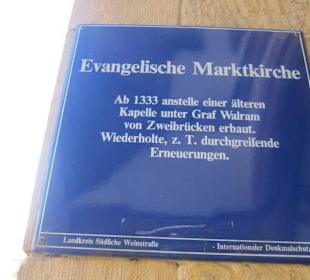 Evangelische Marktkirche
Ab 1333 anstelle einer älteren
Kapelle unter Graf Walram
von Zweibrücken erbaut.
Wiederholte, z. T. durchgreifende
Erneuerungen.
Landkreis Südliche Weinstraße
- Internationaler Denkmalschutz